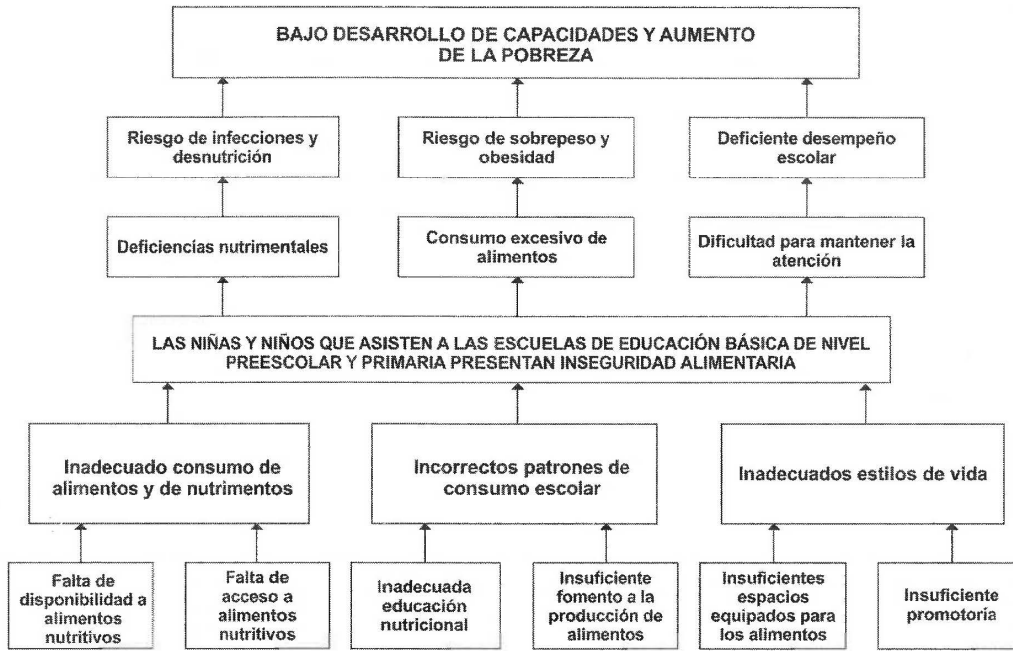 BAJO DESARROLLO DE CAPACIDADES Y AUMENTO
DE LA POBREZA
Riesgo de infecciones y
desnutrición
Riesgo de sobrepeso y
obesidad
Deficiente desempeño
escolar
Deficiencias nutrimentales
Consumo excesivo de
alimentos
Dificultad para mantener la
atención
LAS NIÑAS Y NIÑOS QUE ASISTEN A LAS ESCUELAS DE EDUCACIÓN BÁSICA DE NIVEL
PREESCOLAR Y PRIMARIA PRESENTAN INSEGURIDAD ALIMENTARIA
Inadecuado consumo de
alimentos y de nutrimentos
Incorrectos patrones de
consumo escolar
Inadecuados estilos de vida
Falta de
disponibilidad a
alimentos
nutritivos
Falta de
acceso a
alimentos
nutritivos
Inadecuada
educación
nutricional
Insuficiente
fomento a la
producción de
alimentos
Insuficientes
espacios
equipados para
los alimentos
Insuficiente
promotoría